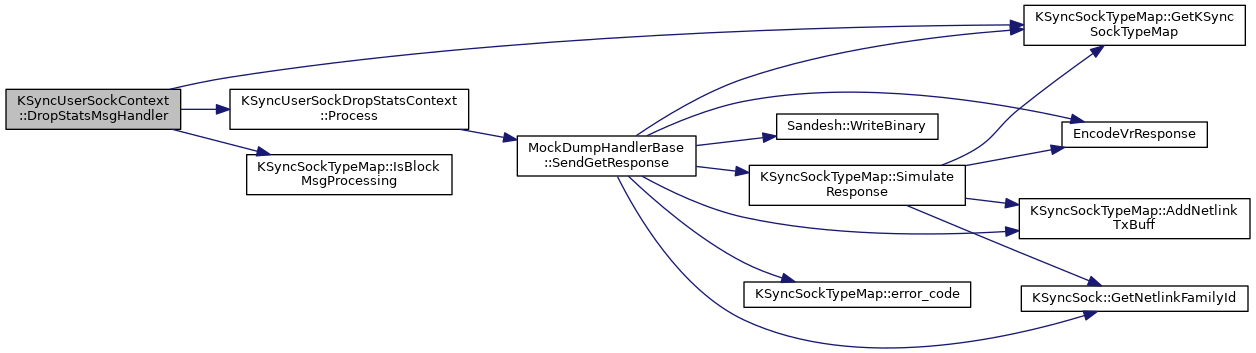 KSyncUserSockContext
::DropStatsMsgHandler
KSyncUserSockDropStatsContext
::Process
KSyncSockTypeMap::IsBlock
MsgProcessing
MockDumpHandlerBase
::SendGetResponse
Sandesh::WriteBinary
KSyncSockTypeMap::Simulate
Response
KSyncSockTypeMap::error_code
KSyncSockTypeMap::GetKSync
SockTypeMap
EncodeVrResponse
KSyncSockTypeMap::AddNetlink
TxBuff
KSyncSock::GetNetlinkFamilyId